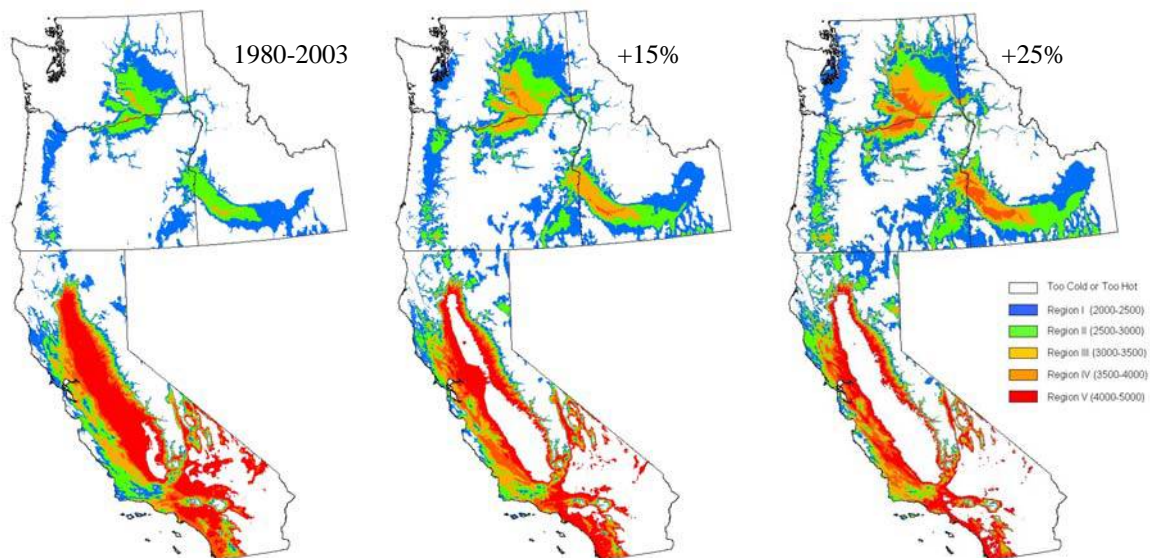 1980-2003
+15%
+25%
Too Cold or Too Hot
Region I (2000-2500)
Region II (2500-3000)
Region III (3000-3500)
Region IV (3500-4000)
Region V (4000-5000)